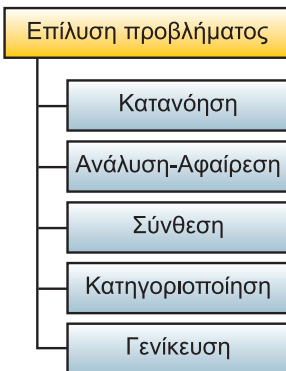 Επίλυση προβλήματος
Κατανόηση
Ανάλυση-Αφαίρεση
Σύνθεση
Κατηγοριοποίηση
Γενίκευση